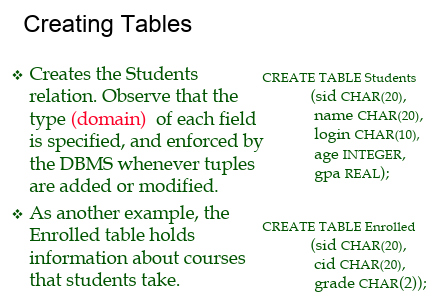 Creating Tables
❖ Creates the Students
relation. Observe that the
type (domain) of each field
is specified, and enforced by
the DBMS whenever tuples
are added or modified.
❖ As another example, the
Enrolled table holds
information about courses
that students take.
CREATE TABLE Students
(sid CHAR(20),
name CHAR(20),
login CHAR(10),
age INTEGER,
gpa REAL);
CREATE TABLE Enrolled
(sid CHAR(20),
cid CHAR(20),
grade CHAR(2));